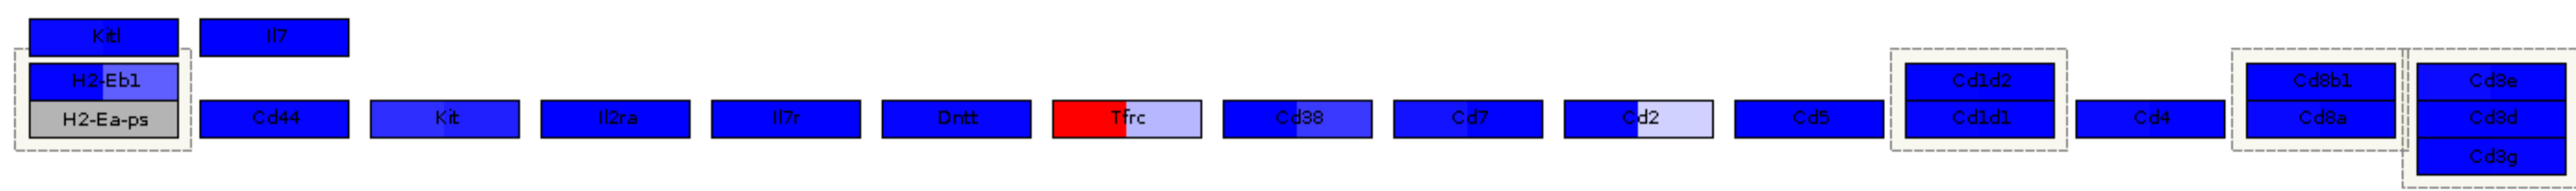 Kitl Il7
H2-Eb1 Cd1d2 Cd8b1 Cd3e
H2-Ea-ps Cd44 Kit Il2ra Il7r Dntt Tfrc Cd38 Cd7 Cd2 Cd5 Cd1d1 Cd4 Cd8a Cd3d
Cd3g